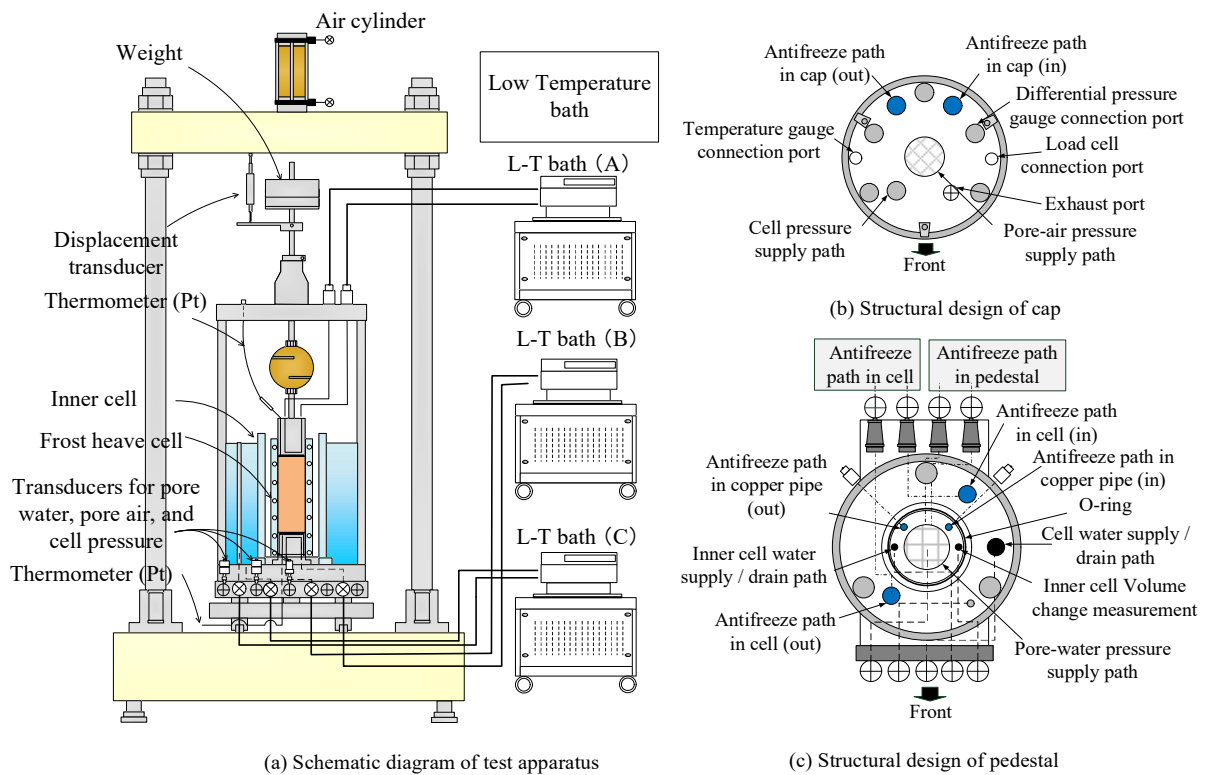 Air cylinder
Weight
Low Temperature
bath
L-T bath（A）
Displacement
transducer
Thermometer (Pt)
L-T bath（B）
Inner cell
Frost heave cell
Transducers for pore
water, pore air, and
cell pressure
L-T bath（C）
Thermometer (Pt)
(a) Schematic diagram of test apparatus
Antifreeze path
in cap (out)
Antifreeze path
in cap (in)
Differential pressure
gauge connection port
Temperature gauge
connection port
Load cell
connection port
Exhaust port
Cell pressure
supply path
Pore-air pressure
supply path
Front
(b) Structural design of cap
Antifreeze
path in cell
Antifreeze path
in pedestal
Antifreeze path
in cell (in)
Antifreeze path
in copper pipe
(out)
Antifreeze path in
copper pipe (in)
O-ring
Cell water supply /
drain path
Inner cell water
supply / drain path
Inner cell Volume
change measurement
Antifreeze path
in cell (out)
Pore-water pressure
supply path
Front
(c) Structural design of pedestal